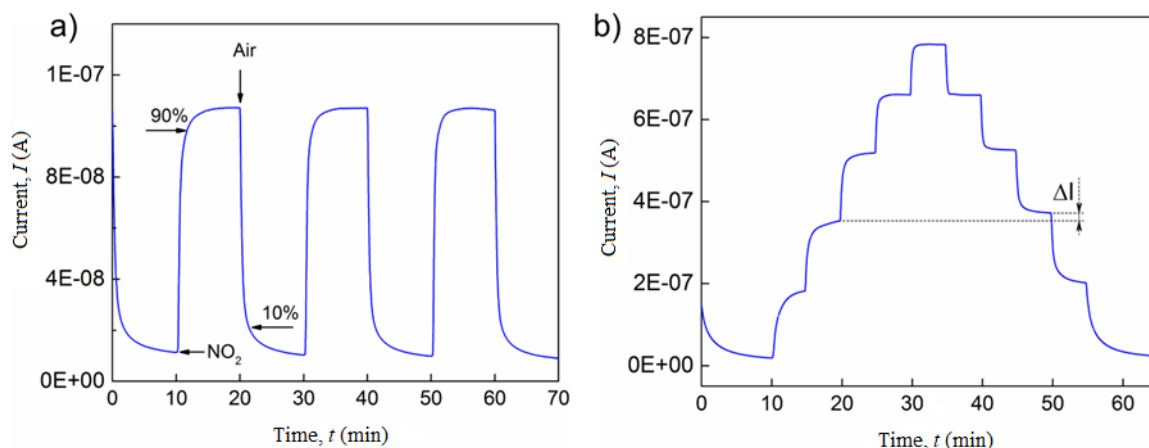 a)
1E-07
8E-08
4E-08
0E+00
Current, I (A)
90%
Air
10%
NO₂
0 10 20 30 40 50 60 70
Time, t (min)
b)
8E-07
6E-07
4E-07
2E-07
0E+00
Current, I (A)
ΔI
0 10 20 30 40 50 60
Time, t (min)